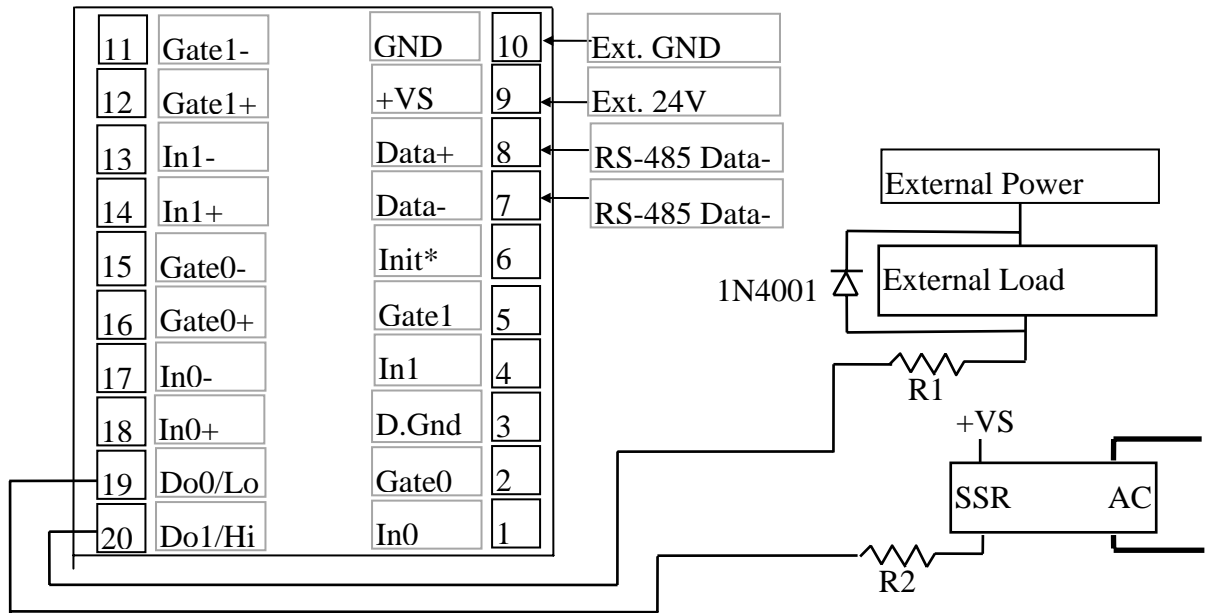 11 Gate1- GND 10 Ext. GND
12 Gate1+ +VS 9 Ext. 24V
13 In1- Data+ 8 RS-485 Data-
14 In1+ Data- 7 RS-485 Data-
15 Gate0- Init* 6
16 Gate0+ Gate1 5
17 In0- In1 4
18 In0+ D.Gnd 3
19 Do0/Lo Gate0 2
20 Do1/Hi In0 1
External Power
1N4001 External Load
R1
+VS
SSR AC
R2